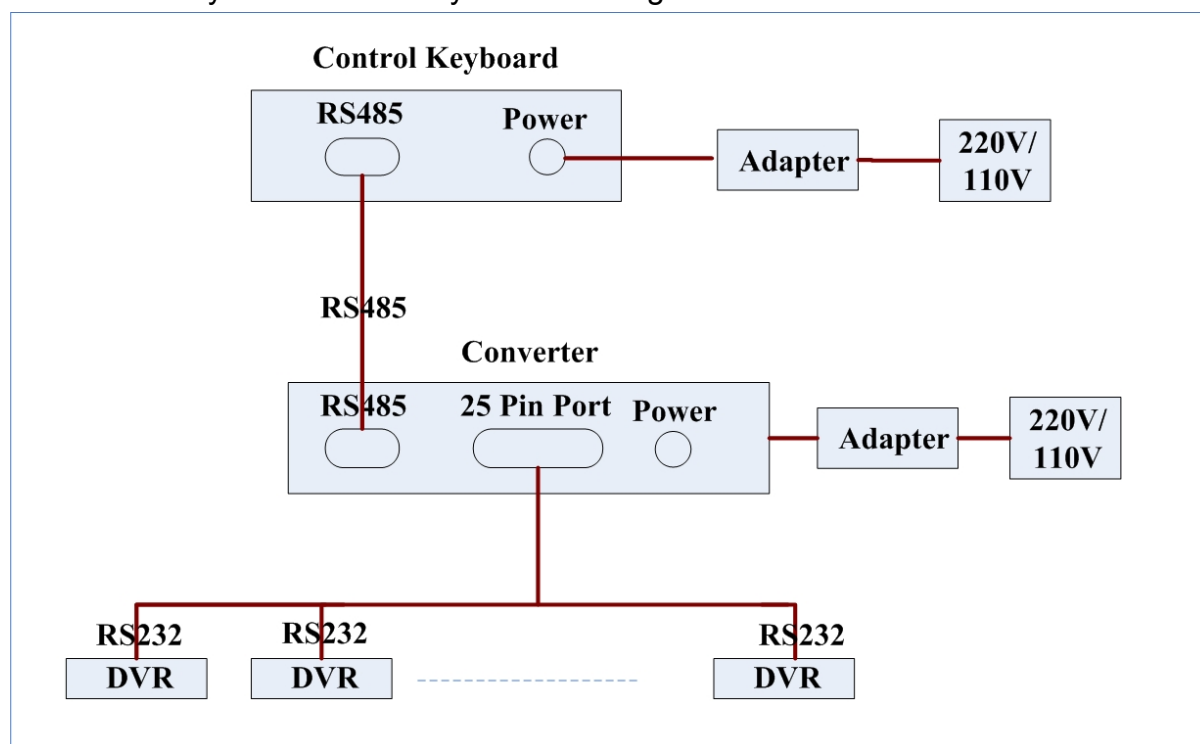 Control Keyboard
RS485
Power
Adapter
220V/
110V
RS485
Converter
RS485
25 Pin Port
Power
Adapter
220V/
110V
RS232
RS232
RS232
DVR
DVR
DVR